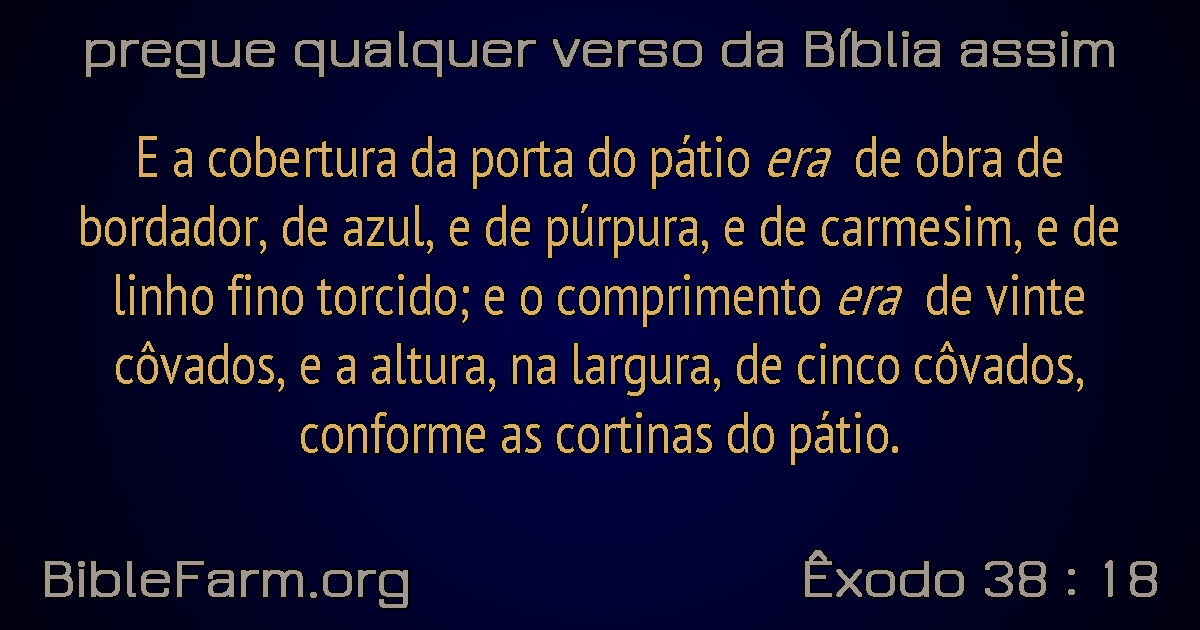 pregue qualquer verso da Bíblia assim
E a cobertura da porta do pátio era de obra de
bordador, de azul, e de púrpura, e de carmesim, e de
linho fino torcido; e o comprimento era de vinte
côvados, e a altura, na largura, de cinco côvados,
conforme as cortinas do pátio.
BibleFarm.org
Êxodo 38 : 18